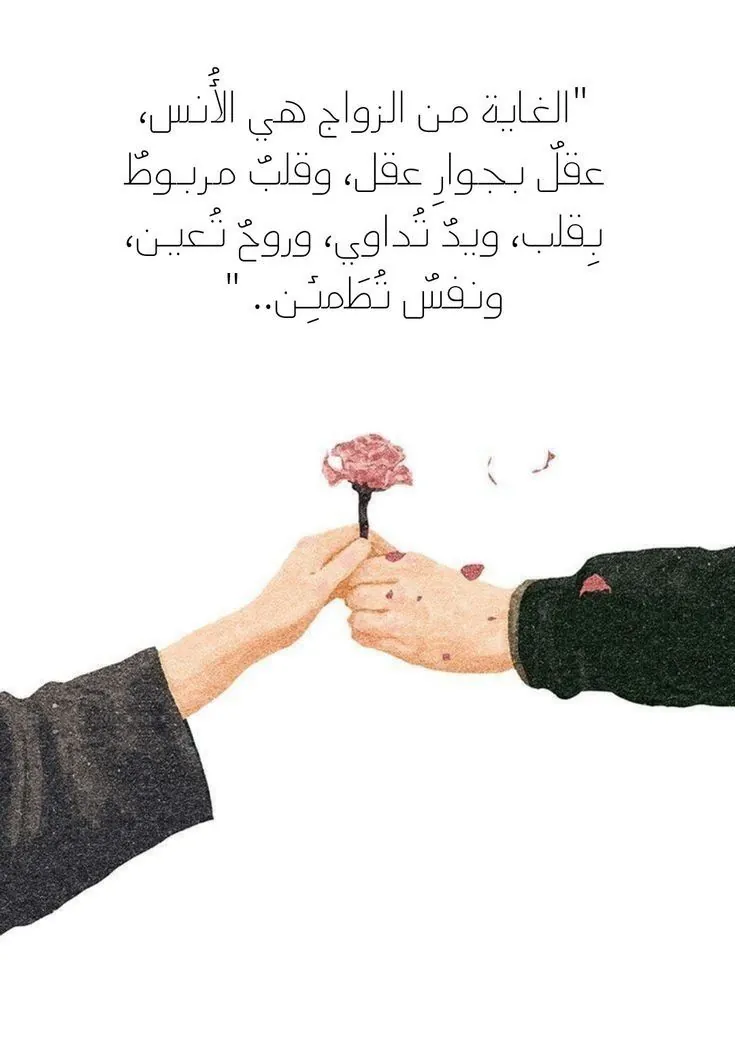 "الغاية من الزواج هي الأُنس،
عقلٌ بجوارِ عقل، وقلبٌ مربوطٌ
بِقلب، ويدٌ تُداوي، وروحٌ تُعين،
ونفسٌ تُطَمئِن.. "